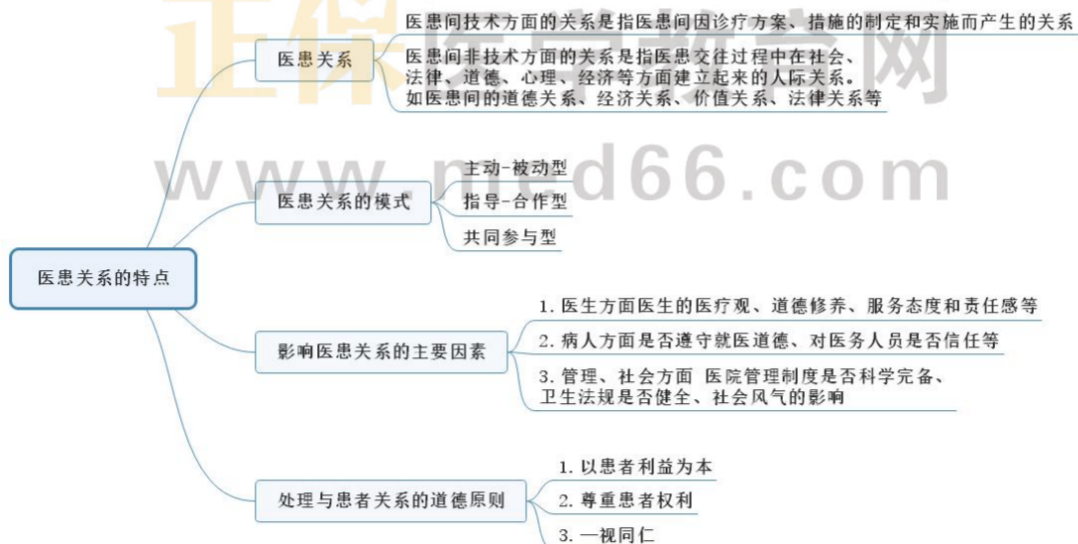 正保医学教育网
www.med66.com
医患关系的特点
医患关系
医患间技术方面的关系是指医患间因诊疗方案、措施的制定和实施而产生的关系
医患间非技术方面的关系是指医患交往过程中在社会、
法律、道德、心理、经济等方面建立起来的人际关系。
如医患间的道德关系、经济关系、价值关系、法律关系等
医患关系的模式
主动-被动型
指导-合作型
共同参与型
影响医患关系的主要因素
1. 医生方面医生的医疗观、道德修养、服务态度和责任感等
2. 病人方面是否遵守就医道德、对医务人员是否信任等
3. 管理、社会方面 医院管理制度是否科学完备、
卫生法规是否健全、社会风气的影响
处理与患者关系的道德原则
1. 以患者利益为本
2. 尊重患者权利
3. 一视同仁